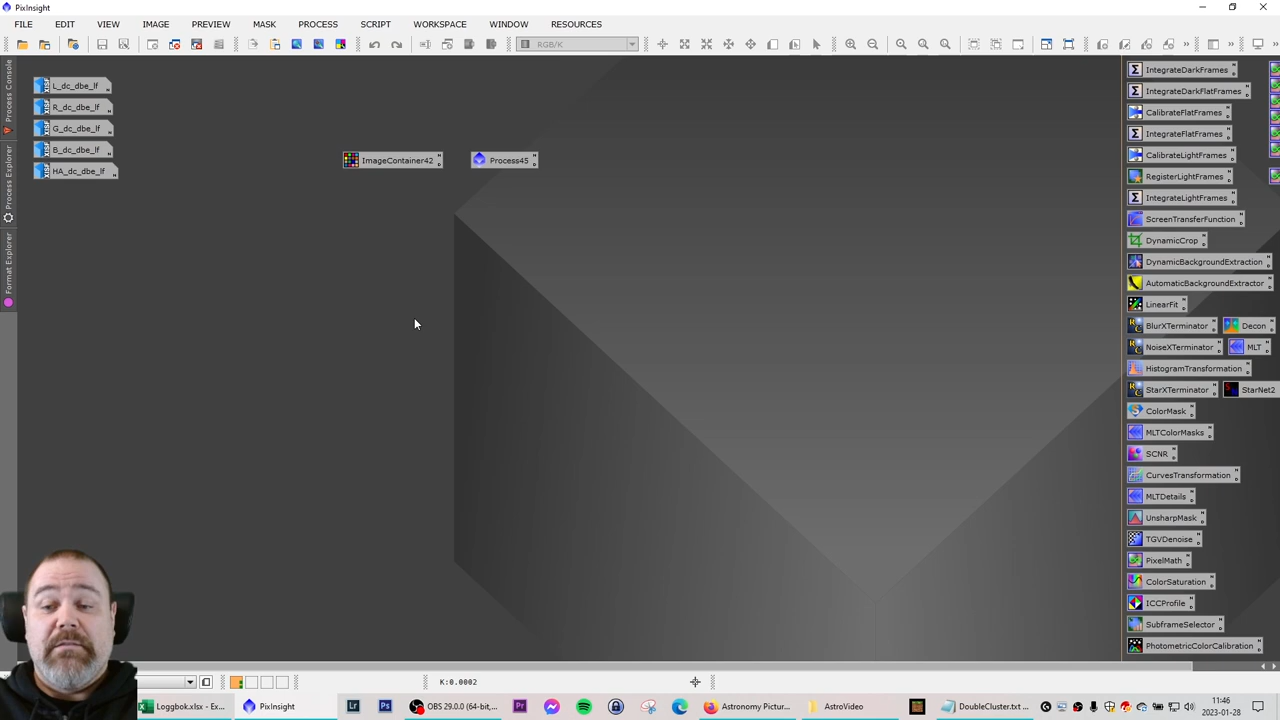 PixInsight
FILE EDIT VIEW IMAGE PREVIEW MASK PROCESS SCRIPT WORKSPACE WINDOW RESOURCES
RGB/K
Process Console
Process Explorer
Format Explorer
L_dc_dbe_lf
R_dc_dbe_lf
G_dc_dbe_lf
B_dc_dbe_lf
HA_dc_dbe_lf
ImageContainer42 Process45
IntegrateDarkFrames
IntegrateDarkFlatFrames
CalibrateFlatFrames
IntegrateFlatFrames
CalibrateLightFrames
RegisterLightFrames
IntegrateLightFrames
ScreenTransferFunction
DynamicCrop
DynamicBackgroundExtraction
AutomaticBackgroundExtractor
LinearFit
BlurXTerminator Decon
NoiseXTerminator MLT
HistogramTransformation
StarXTerminator StarNet2
ColorMask
MLTColorMasks
SCNR
CurvesTransformation
MLTDetails
UnsharpMask
TGVDenoise
PixelMath
ColorSaturation
ICCProfile
SubframeSelector
PhotometricColorCalibration
K:0.0002
Loggbok.xlsx - Ex... PixInsight OBS 29.0.0 (64-bit,... Astronomy Pictur... AstroVideo DoubleCluster.txt ...
11:46
2023-01-28